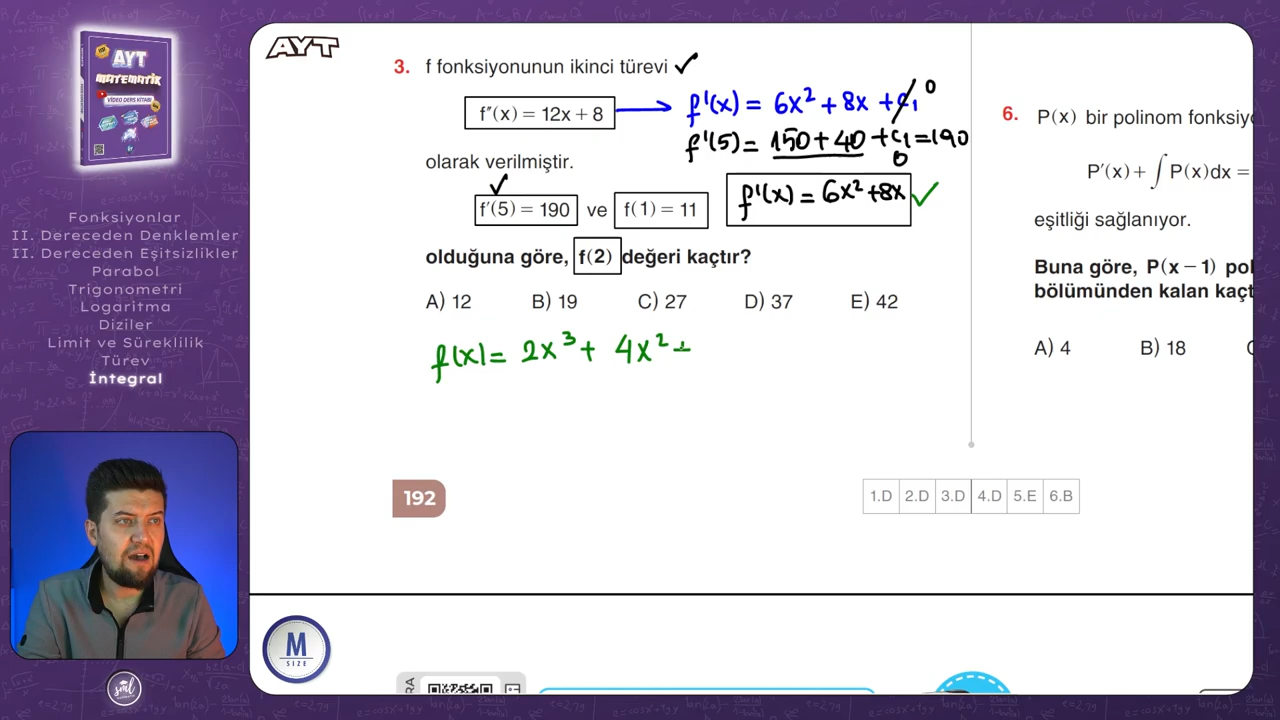 AYT
MATEMATİK
VİDEO DERS KİTABI
Fonksiyonlar
II. Dereceden Denklemler
II. Dereceden Eşitsizlikler
Parabol
Trigonometri
Logaritma
Diziler
Limit ve Süreklilik
Türev
İntegral
sml
AYT
3. f fonksiyonunun ikinci türevi ✓
f''(x) = 12x + 8 → f'(x) = 6x² + 8x + c₁ 0
f'(5) = 150 + 40 + c₁ = 190
0
olarak verilmiştir.
✓
f'(5) = 190 ve f(1) = 11
f'(x) = 6x² + 8x ✓
olduğuna göre, f(2) değeri kaçtır?
A) 12 B) 19 C) 27 D) 37 E) 42
f(x) = 2x³ + 4x² +
192
6. P(x) bir polinom fonksiyo
P'(x) + ∫ P(x)dx =
eşitliği sağlanıyor.
Buna göre, P(x − 1) pol
bölümünden kalan kaçt
A) 4 B) 18
1.D 2.D 3.D 4.D 5.E 6.B
M
SIZE